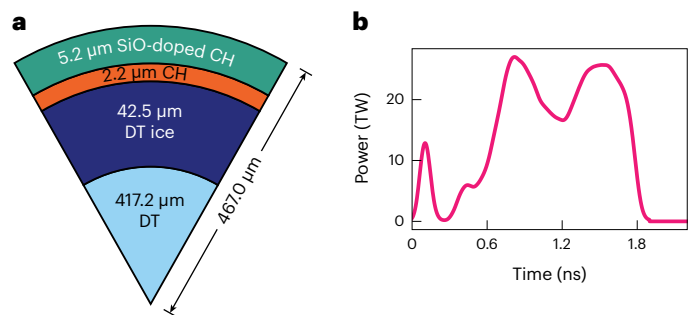 a
5.2 μm SiO-doped CH
2.2 μm CH
42.5 μm
DT ice
417.2 μm
DT
467.0 μm
b
Power (TW)
20
10
0
0
0.6
1.2
1.8
Time (ns)